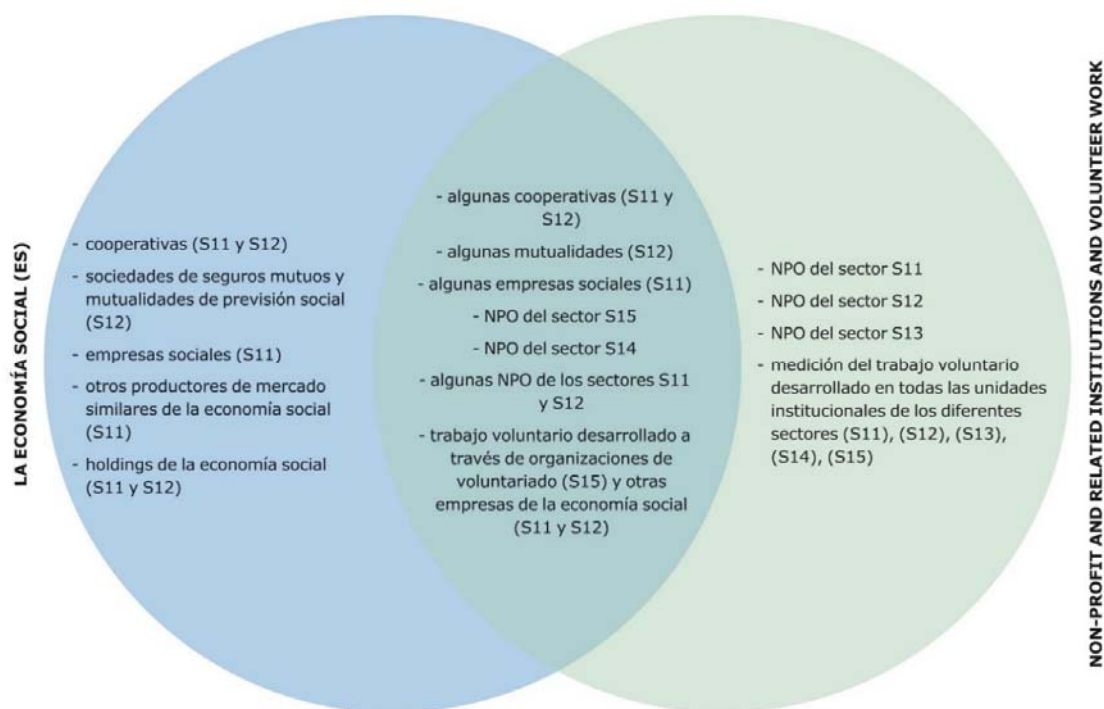 LA ECONOMÍA SOCIAL (ES)
- cooperativas (S11 y S12)
- sociedades de seguros mutuos y
mutualidades de previsión social
(S12)
- empresas sociales (S11)
- otros productores de mercado
similares de la economía social
(S11)
- holdings de la economía social
(S11 y S12)
- algunas cooperativas (S11 y
S12)
- algunas mutualidades (S12)
- algunas empresas sociales (S11)
- NPO del sector S15
- NPO del sector S14
- algunas NPO de los sectores S11
y S12
- trabajo voluntario desarrollado a
través de organizaciones de
voluntariado (S15) y otras
empresas de la economía social
(S11 y S12)
- NPO del sector S11
- NPO del sector S12
- NPO del sector S13
- medición del trabajo voluntario
desarrollado en todas las unidades
institucionales de los diferentes
sectores (S11), (S12), (S13),
(S14), (S15)
NON-PROFIT AND RELATED INSTITUTIONS AND VOLUNTEER WORK